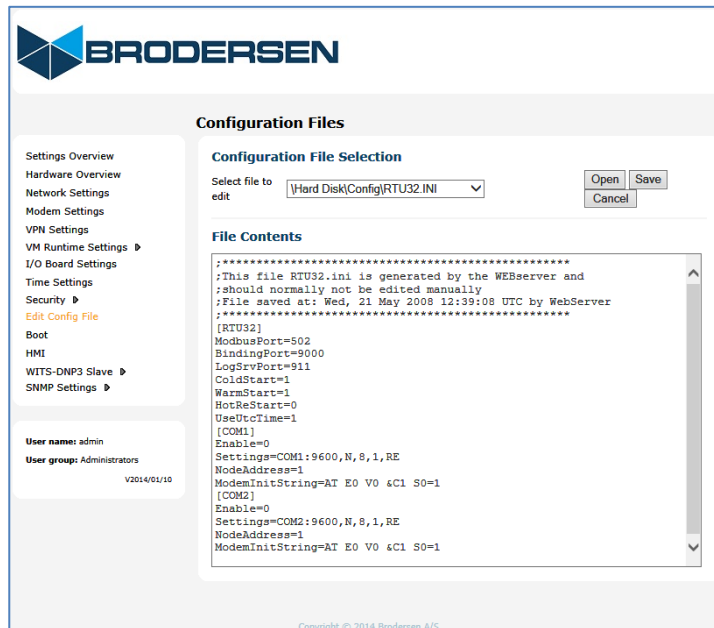 BRODERSEN
Configuration Files
Settings Overview
Hardware Overview
Network Settings
Modem Settings
VPN Settings
VM Runtime Settings
I/O Board Settings
Time Settings
Security
Edit Config File
Boot
HMI
WITS-DNP3 Slave
SNMP Settings
User name: admin
User group: Administrators
V2014/01/10
Configuration File Selection
Select file to
edit
\Hard Disk\Config\RTU32.INI
Open
Save
Cancel
File Contents
;****************************************************
;This file RTU32.ini is generated by the WEBserver and
;should normally not be edited manually
;File saved at: Wed, 21 May 2008 12:39:08 UTC by WebServer
;****************************************************
[RTU32]
ModbusPort=502
BindingPort=9000
LogSrvPort=911
ColdStart=1
WarmStart=1
HotReStart=0
UseUtcTime=1
[COM1]
Enable=0
Settings=COM1:9600,N,8,1,RE
NodeAddress=1
ModemInitString=AT E0 V0 &C1 S0=1
[COM2]
Enable=0
Settings=COM2:9600,N,8,1,RE
NodeAddress=1
ModemInitString=AT E0 V0 &C1 S0=1
Copyright © 2014 Brodersen A/S